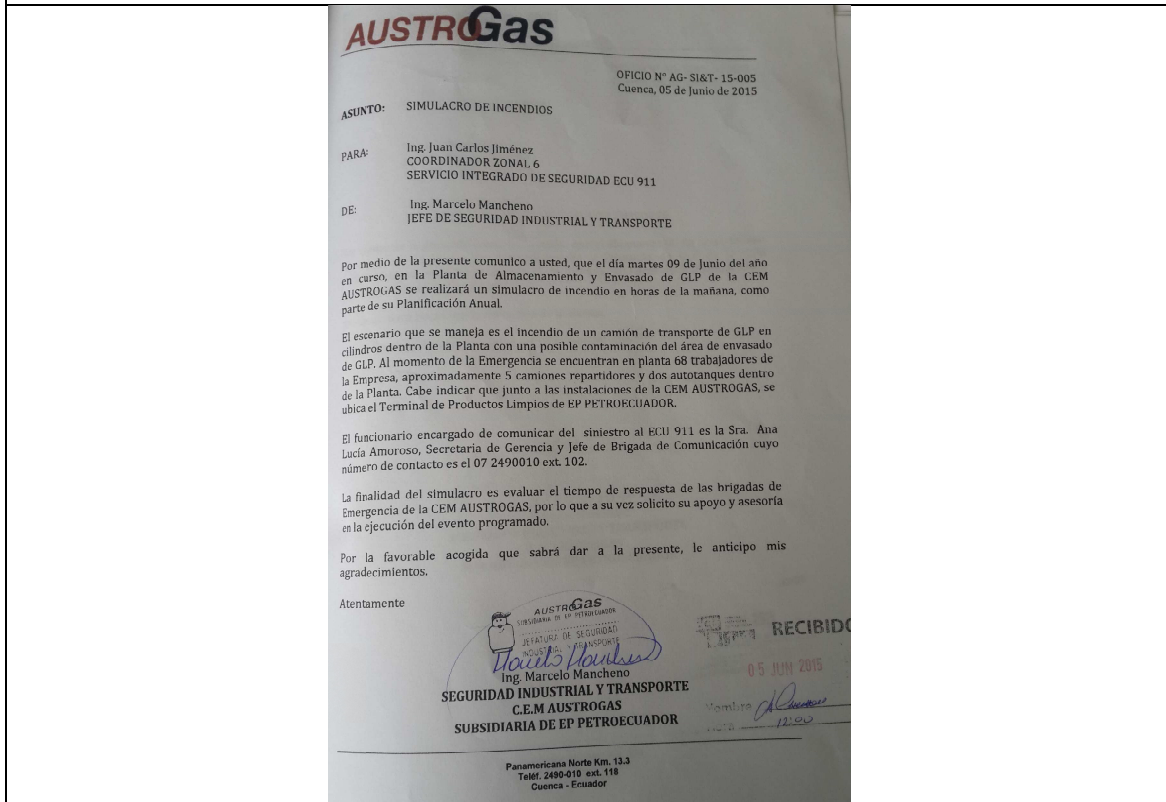 AUSTROGas
OFICIO Nº AG- SI&T- 15-005
Cuenca, 05 de Junio de 2015
ASUNTO: SIMULACRO DE INCENDIOS
PARA: Ing. Juan Carlos Jiménez
COORDINADOR ZONAL 6
SERVICIO INTEGRADO DE SEGURIDAD ECU 911
DE: Ing. Marcelo Mancheno
JEFE DE SEGURIDAD INDUSTRIAL Y TRANSPORTE
Por medio de la presente comunico a usted, que el día martes 09 de Junio del año
en curso, en la Planta de Almacenamiento y Envasado de GLP de la CEM
AUSTROGAS se realizará un simulacro de incendio en horas de la mañana, como
parte de su Planificación Anual.
El escenario que se maneja es el incendio de un camión de transporte de GLP en
cilindros dentro de la Planta con una posible contaminación del área de envasado
de GLP. Al momento de la Emergencia se encuentran en planta 68 trabajadores de
la Empresa, aproximadamente 5 camiones repartidores y dos autotanques dentro
de la Planta. Cabe indicar que junto a las instalaciones de la CEM AUSTROGAS, se
ubica el Terminal de Productos Limpios de EP PETROECUADOR.
El funcionario encargado de comunicar del siniestro al ECU 911 es la Sra. Ana
Lucía Amoroso, Secretaria de Gerencia y Jefe de Brigada de Comunicación cuyo
número de contacto es el 07 2490010 ext. 102.
La finalidad del simulacro es evaluar el tiempo de respuesta de las brigadas de
Emergencia de la CEM AUSTROGAS, por lo que a su vez solicito su apoyo y asesoría
en la ejecución del evento programado.
Por la favorable acogida que sabrá dar a la presente, le anticipo mis
agradecimientos.
Atentamente
AUSTROGas
SUBSIDIARIA DE EP PETROECUADOR
JEFATURA DE SEGURIDAD
INDUSTRIAL Y TRANSPORTE
RECIBIDO
05 JUN 2015
Ing. Marcelo Mancheno
SEGURIDAD INDUSTRIAL Y TRANSPORTE
C.E.M AUSTROGAS
SUBSIDIARIA DE EP PETROECUADOR
Nombre
12:00
Panamericana Norte Km. 13.3
Teléf. 2490-010 ext. 118
Cuenca - Ecuador